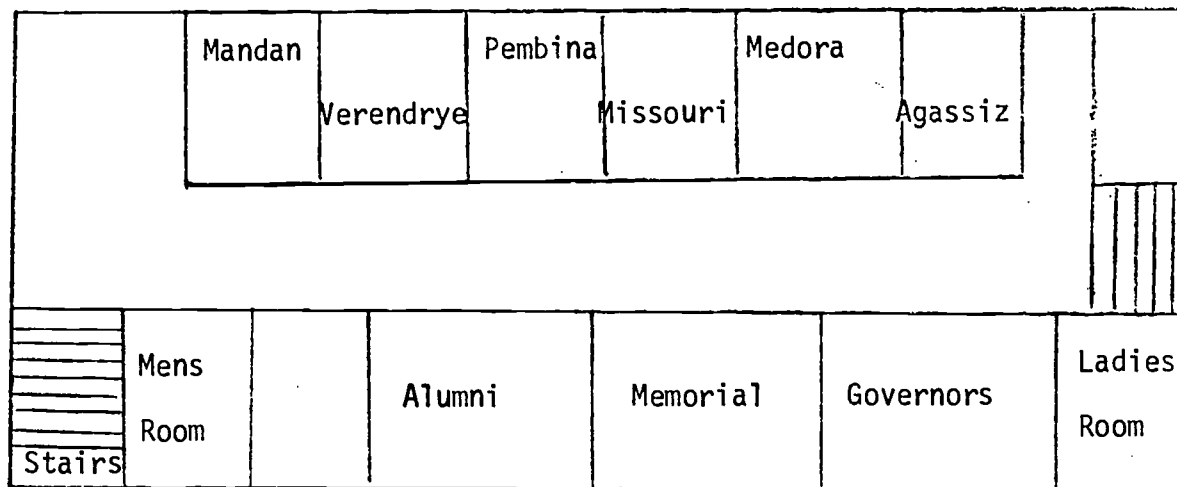 Mandan
Pembina
Medora
Verendrye
Missouri
Agassiz
Mens
Room
Alumni
Memorial
Governors
Ladies
Room
Stairs